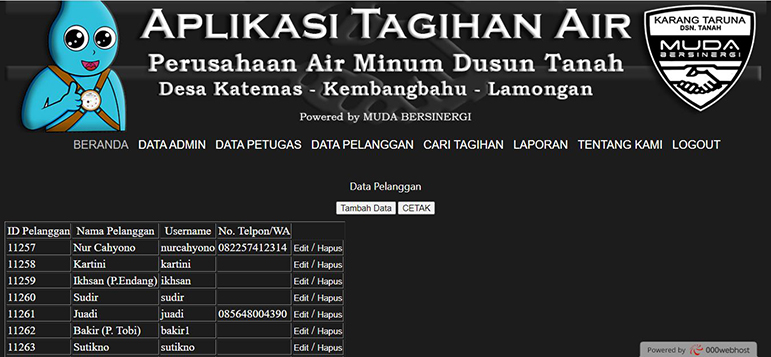 APLIKASI TAGIHAN AIR
Perusahaan Air Minum Dusun Tanah
Desa Katemas - Kembangbahu - Lamongan
Powered by MUDA BERSINERGI
KARANG TARUNA
DSN. TANAH
MUDA
BERSINERGI
BERANDA DATA ADMIN DATA PETUGAS DATA PELANGGAN CARI TAGIHAN LAPORAN TENTANG KAMI LOGOUT
Data Pelanggan
Tambah Data CETAK
ID Pelanggan Nama Pelanggan Username No. Telpon/WA
11257 Nur Cahyono nurcahyono 082257412314 Edit / Hapus
11258 Kartini kartini Edit / Hapus
11259 Ikhsan (P.Endang) ikhsan Edit / Hapus
11260 Sudir sudir Edit / Hapus
11261 Juadi juadi 085648004390 Edit / Hapus
11262 Bakir (P. Tobi) bakir1 Edit / Hapus
11263 Sutikno sutikno Edit / Hapus
Powered by 000webhost